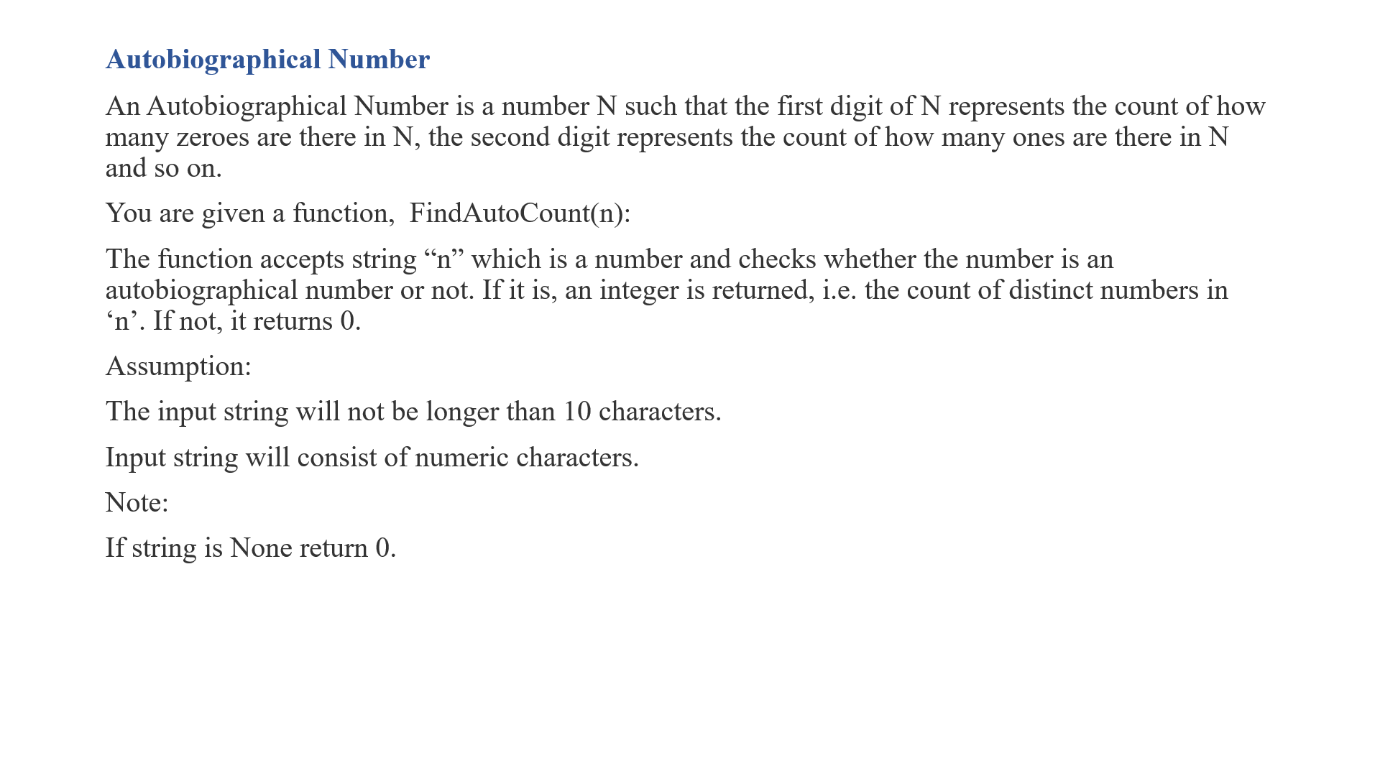 Autobiographical Number
An Autobiographical Number is a number N such that the first digit of N represents the count of how
many zeroes are there in N, the second digit represents the count of how many ones are there in N
and so on.
You are given a function,  FindAutoCount(n):
The function accepts string “n” which is a number and checks whether the number is an
autobiographical number or not. If it is, an integer is returned, i.e. the count of distinct numbers in
‘n’. If not, it returns 0.
Assumption:
The input string will not be longer than 10 characters.
Input string will consist of numeric characters.
Note:
If string is None return 0.